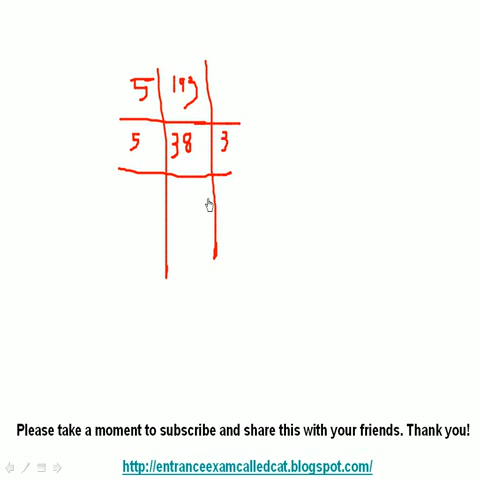 5 193
5 38 3
Please take a moment to subscribe and share this with your friends. Thank you!
http://entranceexamcalledcat.blogspot.com/